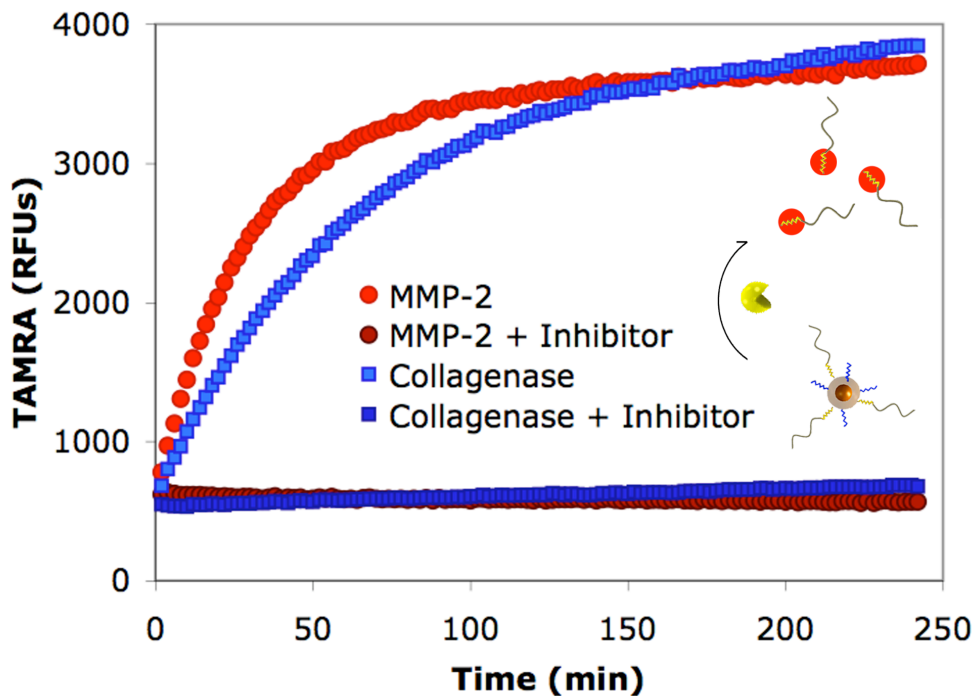 4000
3000
2000
1000
0
TAMRA (RFUs)
MMP-2
MMP-2 + Inhibitor
Collagenase
Collagenase + Inhibitor
0 50 100 150 200 250
Time (min)